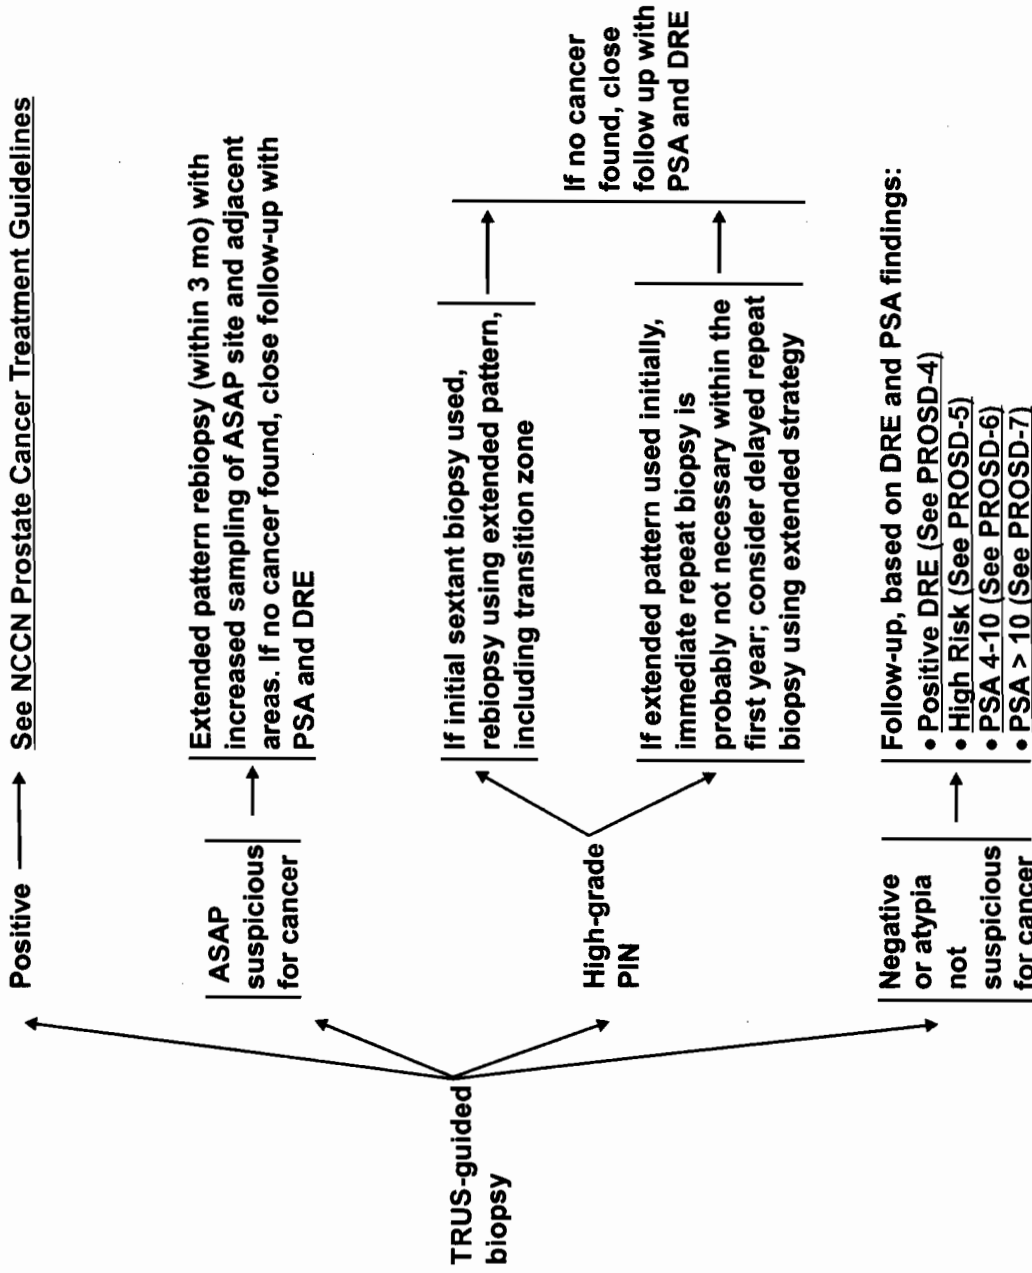 TRUS-guided
biopsy
Positive
See NCCN Prostate Cancer Treatment Guidelines
ASAP
suspicious
for cancer
Extended pattern rebiopsy (within 3 mo) with
increased sampling of ASAP site and adjacent
areas. If no cancer found, close follow-up with
PSA and DRE
High-grade
PIN
If initial sextant biopsy used,
rebiopsy using extended pattern,
including transition zone
If extended pattern used initially,
immediate repeat biopsy is
probably not necessary within the
first year; consider delayed repeat
biopsy using extended strategy
If no cancer
found, close
follow up with
PSA and DRE
Negative
or atypia
not
suspicious
for cancer
Follow-up, based on DRE and PSA findings:
• Positive DRE (See PROSD-4)
• High Risk (See PROSD-5)
• PSA 4-10 (See PROSD-6)
• PSA > 10 (See PROSD-7)